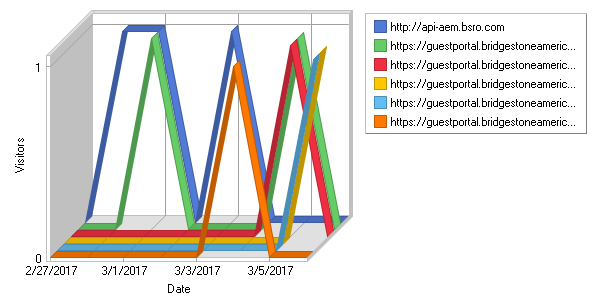 http://api-aem.bsro.com
https://guestportal.bridgestoneameric...
https://guestportal.bridgestoneameric...
https://guestportal.bridgestoneameric...
https://guestportal.bridgestoneameric...
https://guestportal.bridgestoneameric...
1
Visitors
0
2/27/2017 3/1/2017 3/3/2017 3/5/2017
Date